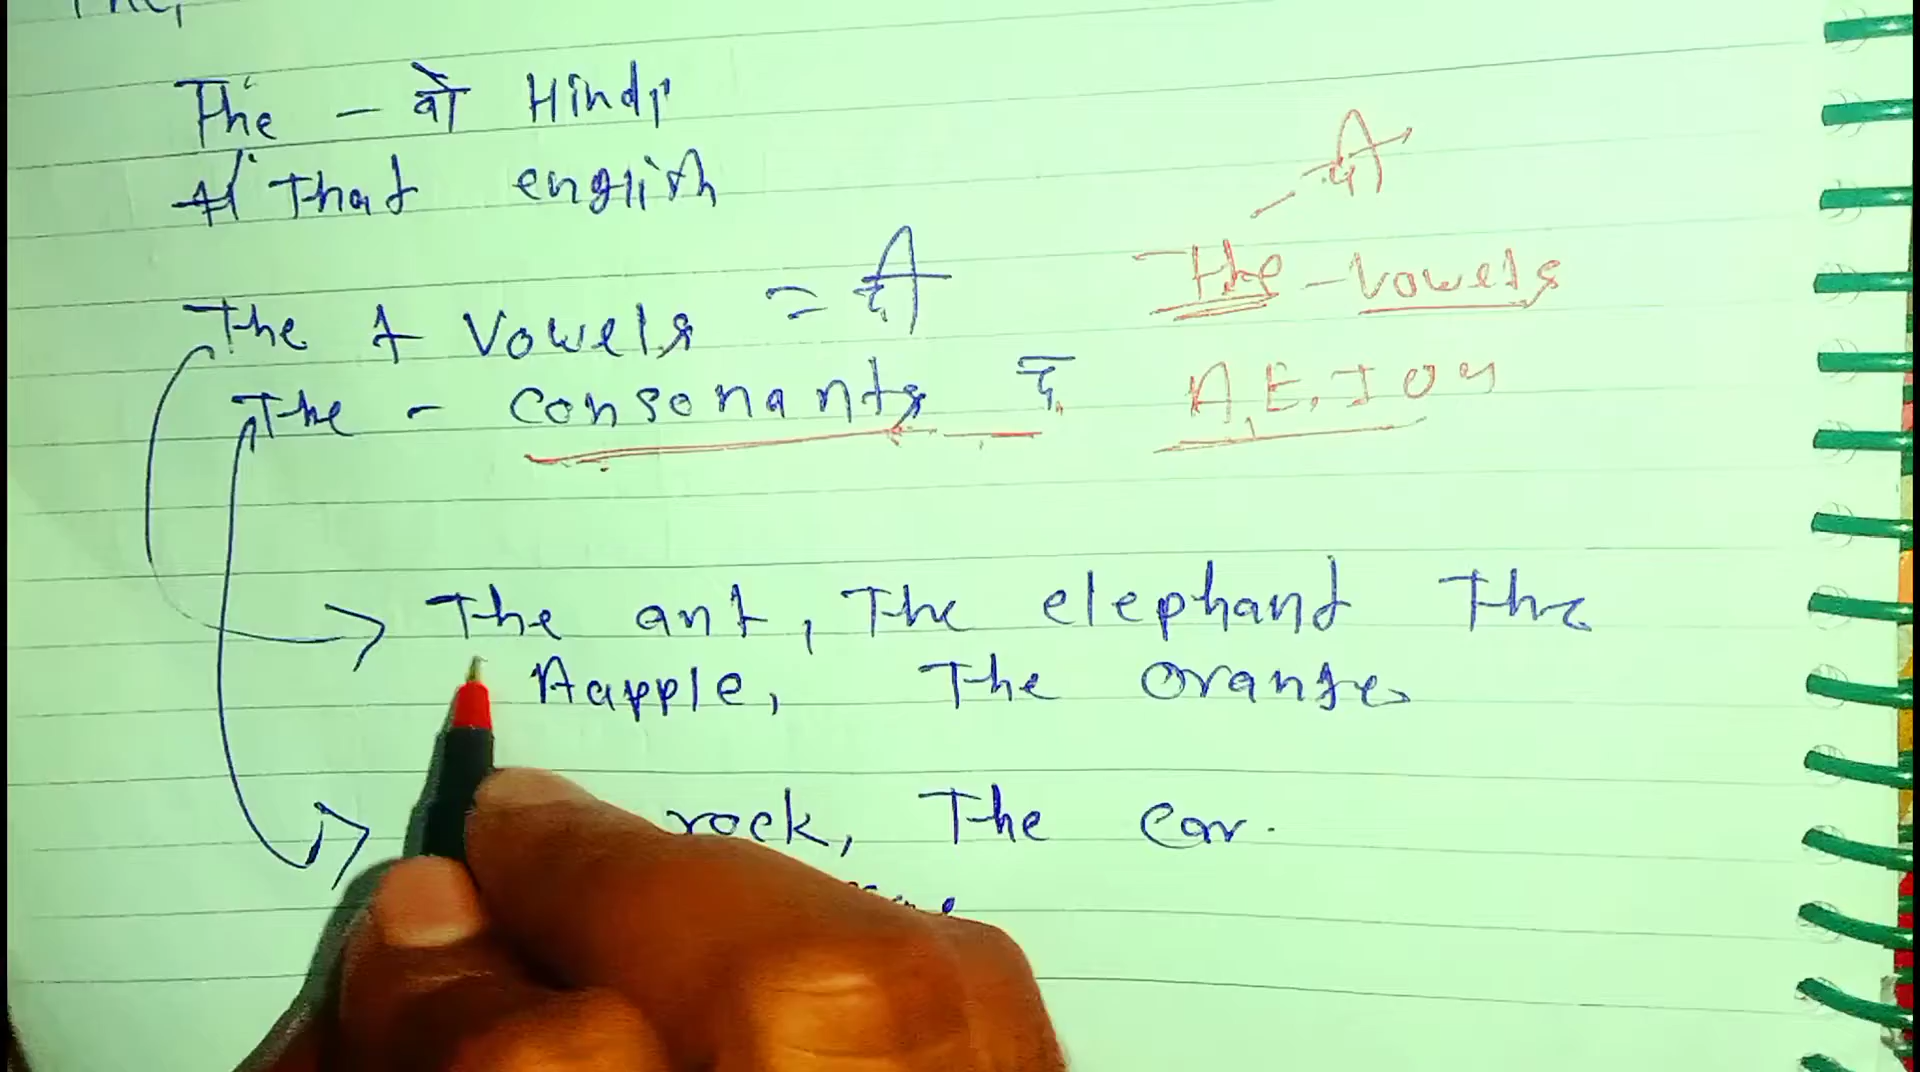 The,
The - वो Hindi
That english
The + Vowels = दी
The - consonants द
दी
The - Vowels
A, E, I O U
The ant, The elephant The
Aapple, The orange
rock, The car.